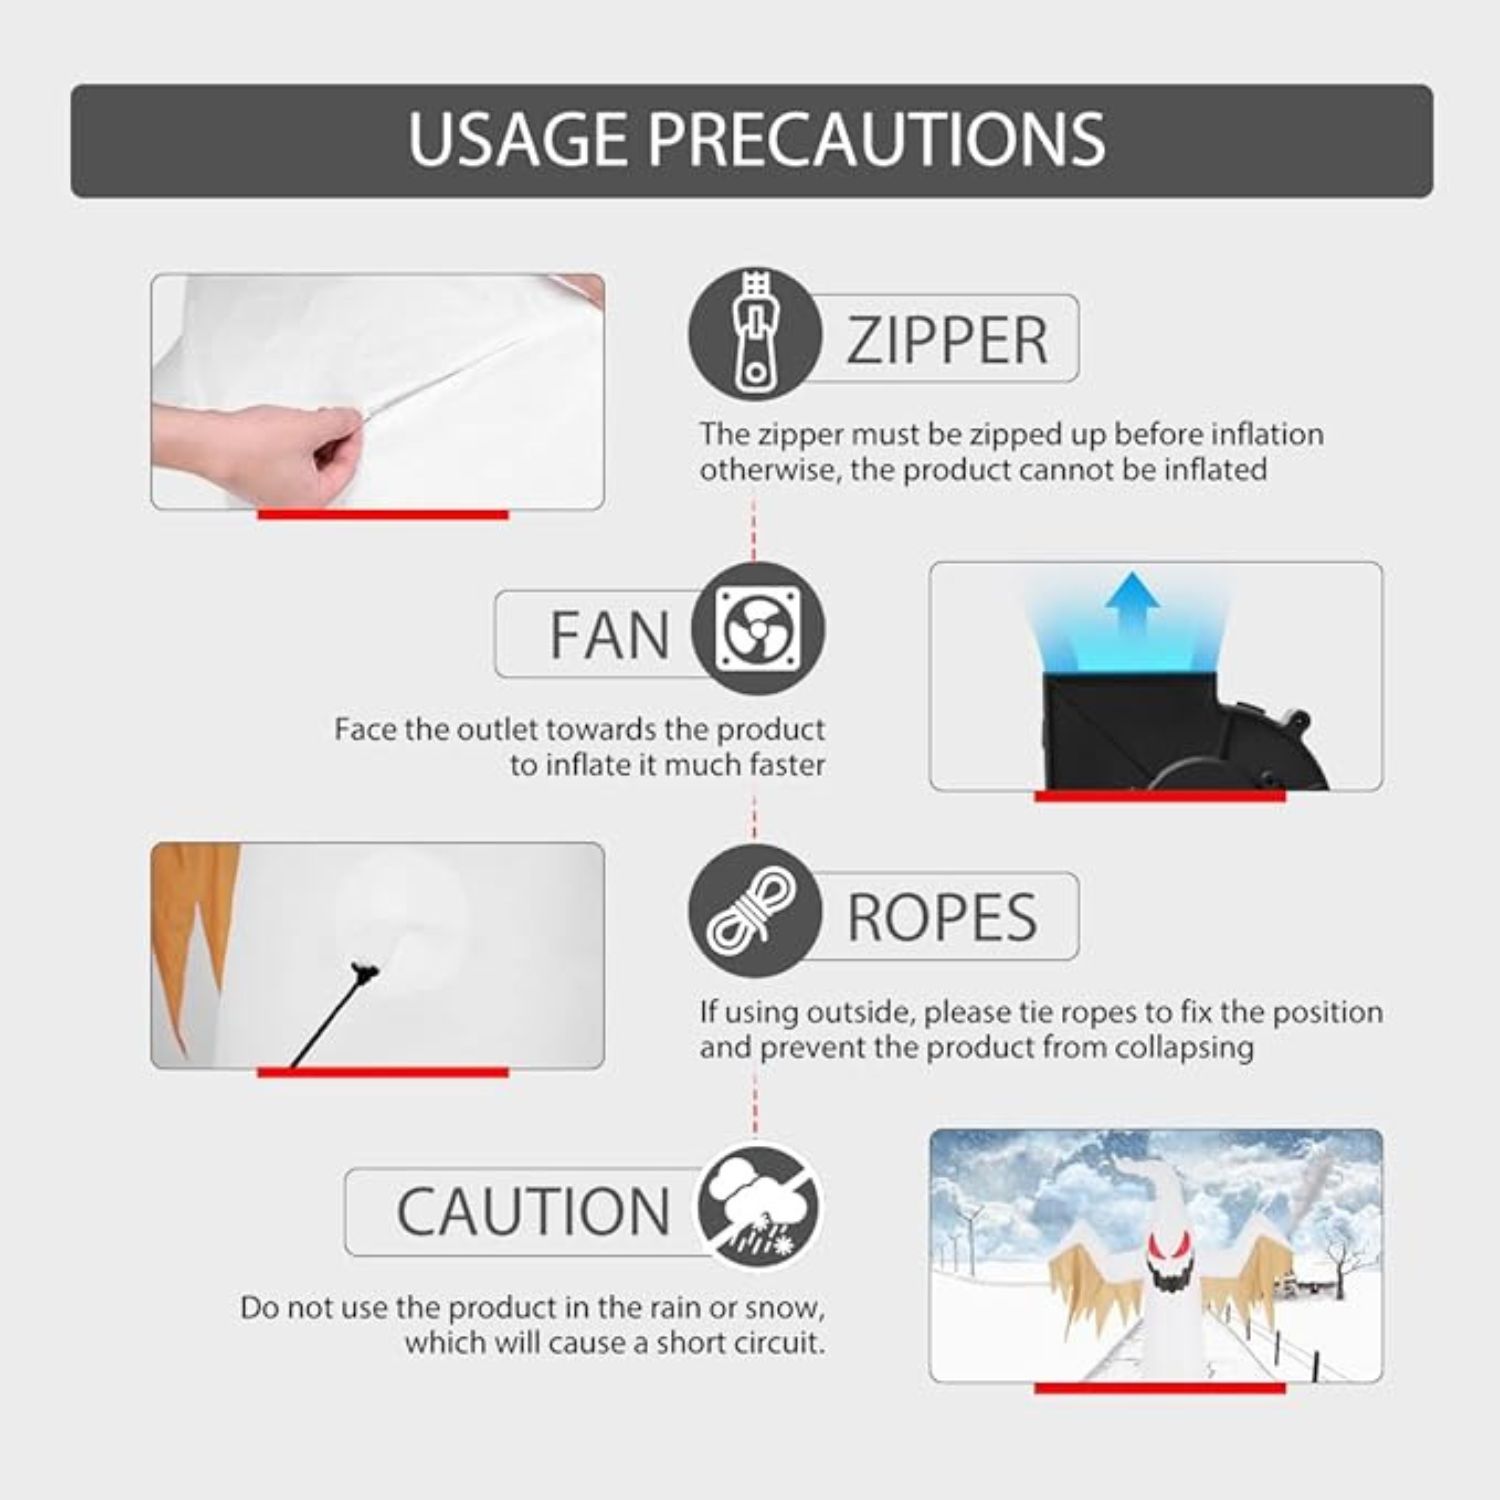 USAGE PRECAUTIONS
ZIPPER
The zipper must be zipped up before inflation
otherwise, the product cannot be inflated
FAN
Face the outlet towards the product
to inflate it much faster
ROPES
If using outside, please tie ropes to fix the position
and prevent the product from collapsing
CAUTION
Do not use the product in the rain or snow,
which will cause a short circuit.